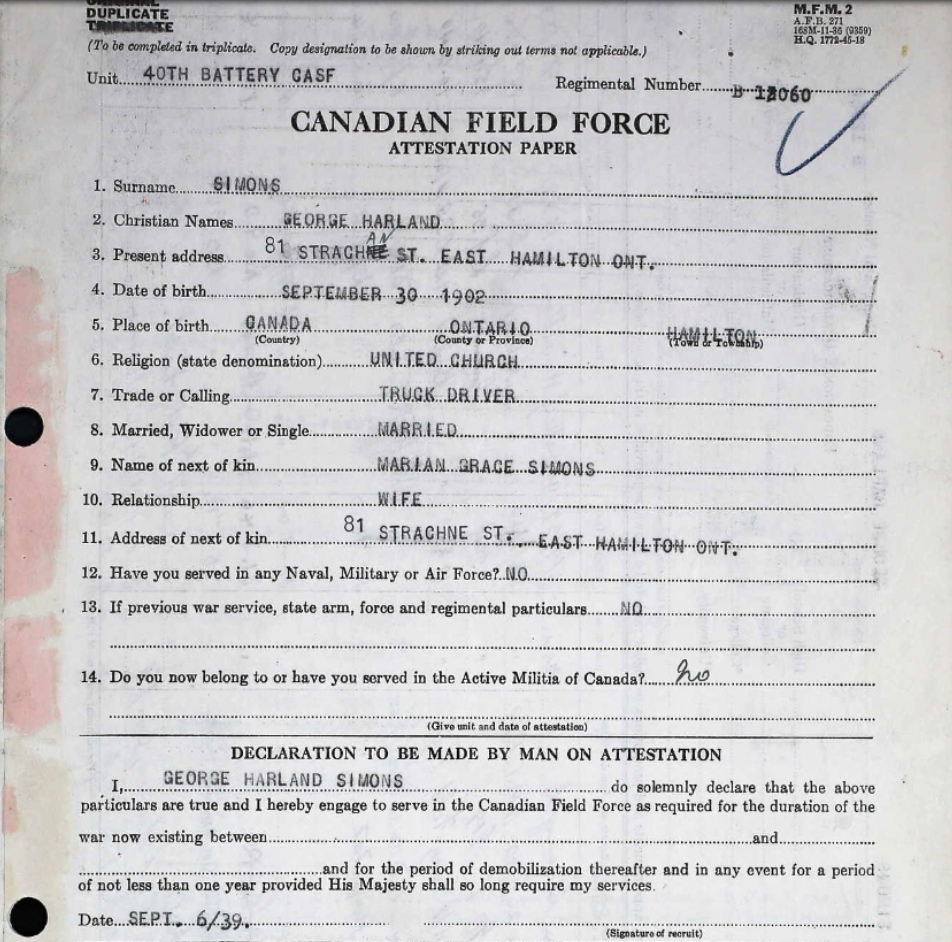 DUPLICATE
TRIPLICATE
M.F.M. 2
A.F.B. 271
168M-11-36 (9359)
H.Q. 1772-45-18
(To be completed in triplicate. Copy designation to be shown by striking out terms not applicable.)
Unit 40TH BATTERY CASF Regimental Number B 12060
CANADIAN FIELD FORCE
ATTESTATION PAPER
1. Surname SIMONS
2. Christian Names GEORGE HARLAND
3. Present address 81 STRACHAN ST. EAST HAMILTON ONT.
4. Date of birth SEPTEMBER 30 1902
5. Place of birth CANADA ONTARIO HAMILTON
(Country) (County or Province) (Town or Township)
6. Religion (state denomination) UNITED CHURCH
7. Trade or Calling TRUCK DRIVER
8. Married, Widower or Single MARRIED
9. Name of next of kin MARIAN GRACE SIMONS
10. Relationship WIFE
11. Address of next of kin 81 STRACHNE ST., EAST HAMILTON ONT.
12. Have you served in any Naval, Military or Air Force? NO
13. If previous war service, state arm, force and regimental particulars NO
14. Do you now belong to or have you served in the Active Militia of Canada? no
(Give unit and date of attestation)
DECLARATION TO BE MADE BY MAN ON ATTESTATION
I, GEORGE HARLAND SIMONS do solemnly declare that the above
particulars are true and I hereby engage to serve in the Canadian Field Force as required for the duration of the
war now existing between and
and for the period of demobilization thereafter and in any event for a period
of not less than one year provided His Majesty shall so long require my services.
Date SEPT. 6/39.
(Signature of recruit)